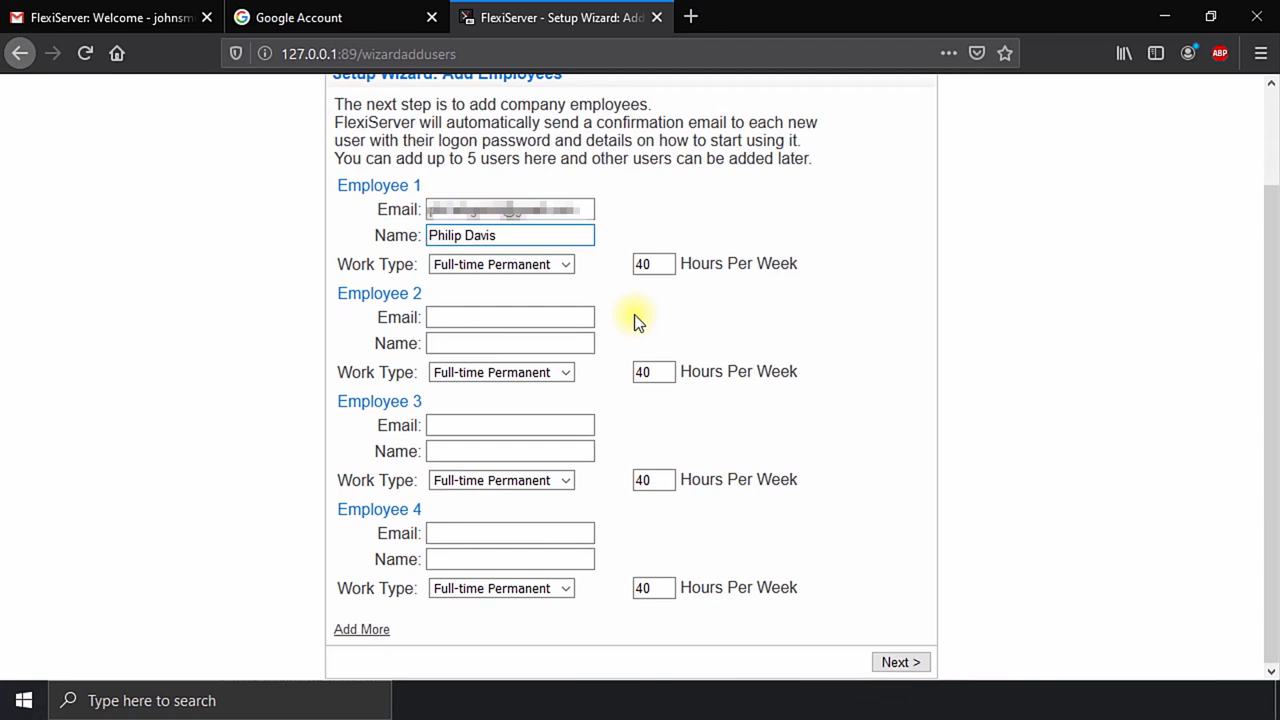 FlexiServer: Welcome - johnsm
Google Account
FlexiServer - Setup Wizard: Add
127.0.0.1:89/wizardaddusers
ABP
Setup Wizard: Add Employees
The next step is to add company employees.
FlexiServer will automatically send a confirmation email to each new
user with their logon password and details on how to start using it.
You can add up to 5 users here and other users can be added later.
Employee 1
Email:
Name: Philip Davis
Work Type: Full-time Permanent 40 Hours Per Week
Employee 2
Email:
Name:
Work Type: Full-time Permanent 40 Hours Per Week
Employee 3
Email:
Name:
Work Type: Full-time Permanent 40 Hours Per Week
Employee 4
Email:
Name:
Work Type: Full-time Permanent 40 Hours Per Week
Add More
Next >
Type here to search